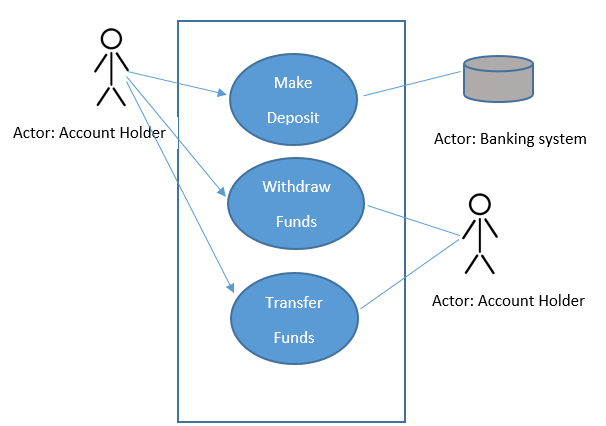 Actor: Account Holder
Make
Deposit
Actor: Banking system
Withdraw
Funds
Actor: Account Holder
Transfer
Funds